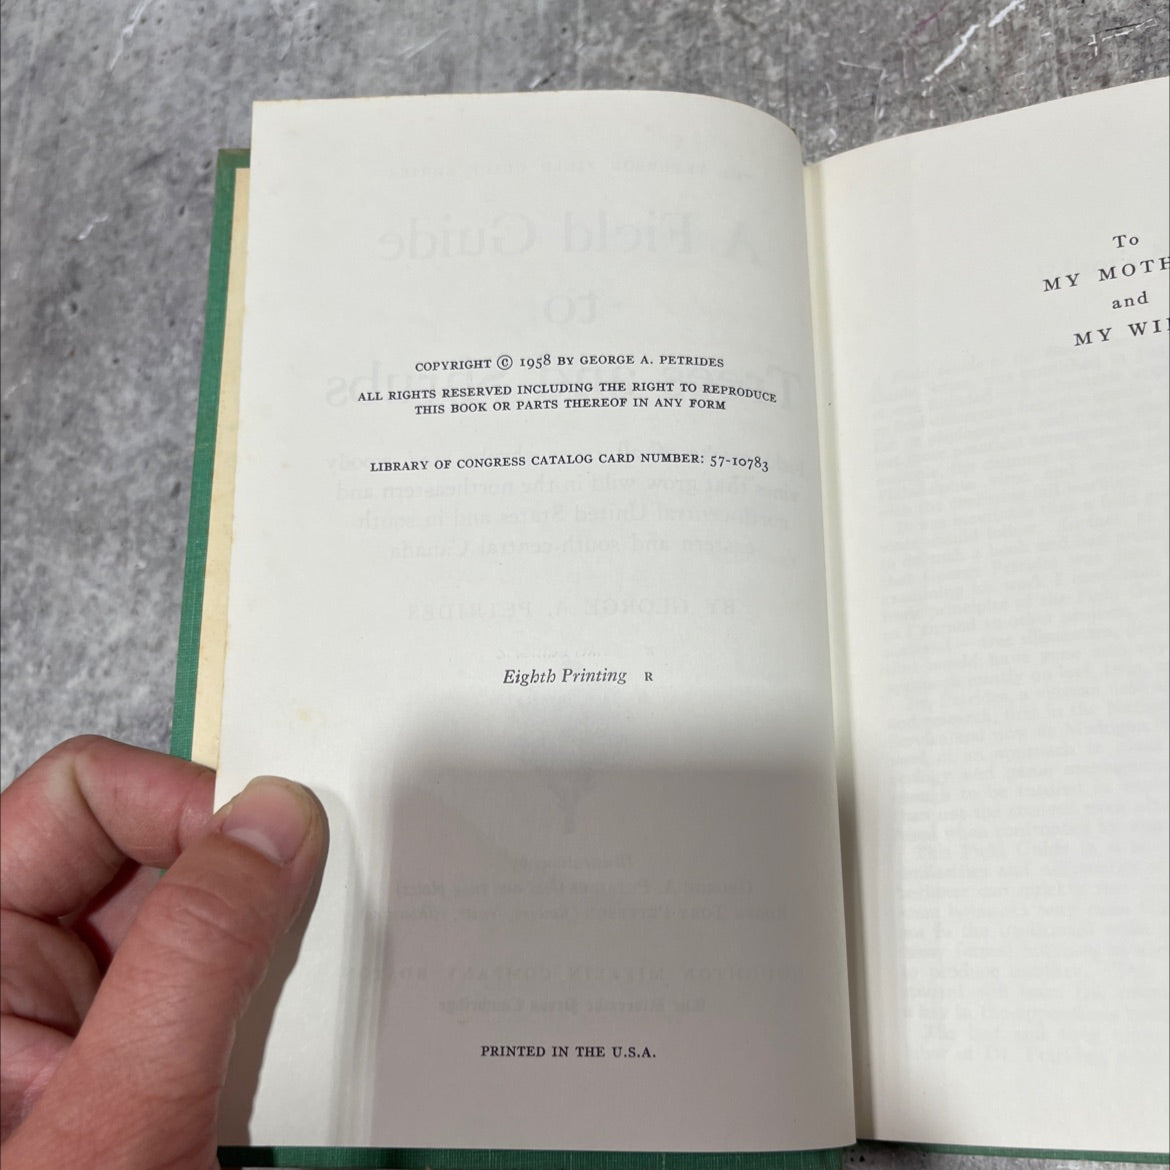 COPYRIGHT © 1958 BY GEORGE A. PETRIDES
ALL RIGHTS RESERVED INCLUDING THE RIGHT TO REPRODUCE
THIS BOOK OR PARTS THEREOF IN ANY FORM
LIBRARY OF CONGRESS CATALOG CARD NUMBER: 57-10783
Eighth Printing R
PRINTED IN THE U.S.A.
To
MY MOTH
and
MY WI